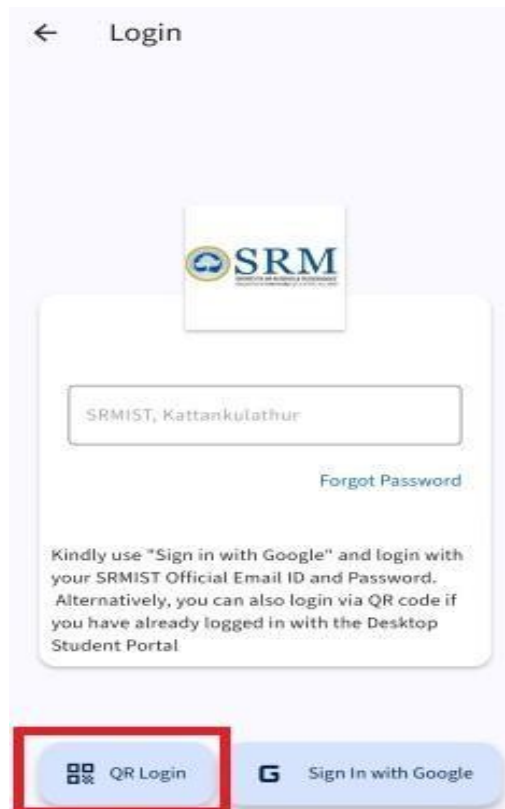 Login
SRM
SRMIST, Kattankulathur
Forgot Password
Kindly use "Sign in with Google" and login with
your SRMIST Official Email ID and Password.
Alternatively, you can also login via QR code if
you have already logged in with the Desktop
Student Portal
QR Login
G Sign In with Google